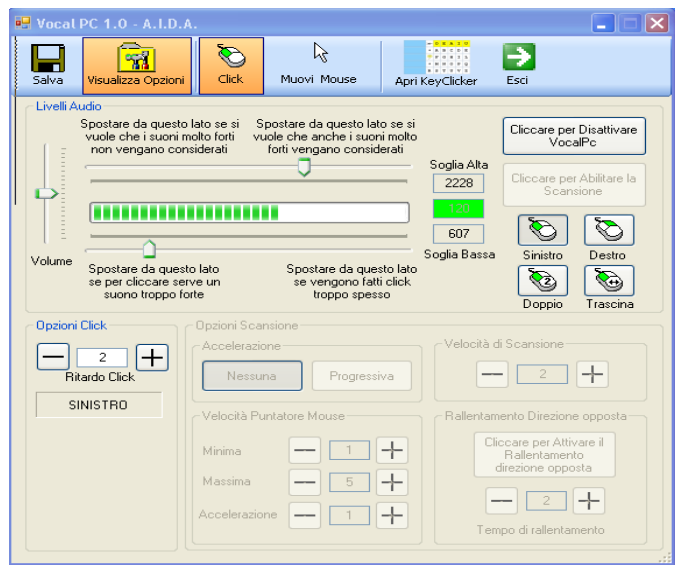 Vocal PC 1.0 - A.I.D.A.
Salva
Visualizza Opzioni
Click
Muovi Mouse
Apri KeyClicker
Esci
Livelli Audio
Spostare da questo lato se si
vuole che i suoni molto forti
non vengano considerati
Spostare da questo lato se si
vuole che anche i suoni molto
forti vengano considerati
Soglia Alta
2228
120
607
Soglia Bassa
Volume
Spostare da questo lato
se per cliccare serve un
suono troppo forte
Spostare da questo lato
se vengono fatti click
troppo spesso
Cliccare per Disattivare
VocalPc
Cliccare per Abilitare la
Scansione
Sinistro
Destro
2
Doppio
Trascina
Opzioni Click
2
Ritardo Click
SINISTRO
Opzioni Scansione
Accelerazione
Nessuna
Progressiva
Velocità di Scansione
2
Velocità Puntatore Mouse
Minima
1
Massima
5
Accelerazione
1
Rallentamento Direzione opposta
Cliccare per Attivare il
Rallentamento
direzione opposta
2
Tempo di rallentamento